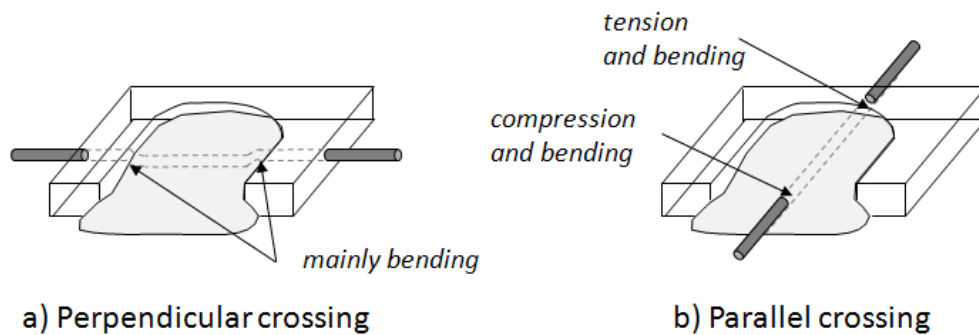 tension
and bending
compression
and bending
mainly bending
a) Perpendicular crossing
b) Parallel crossing